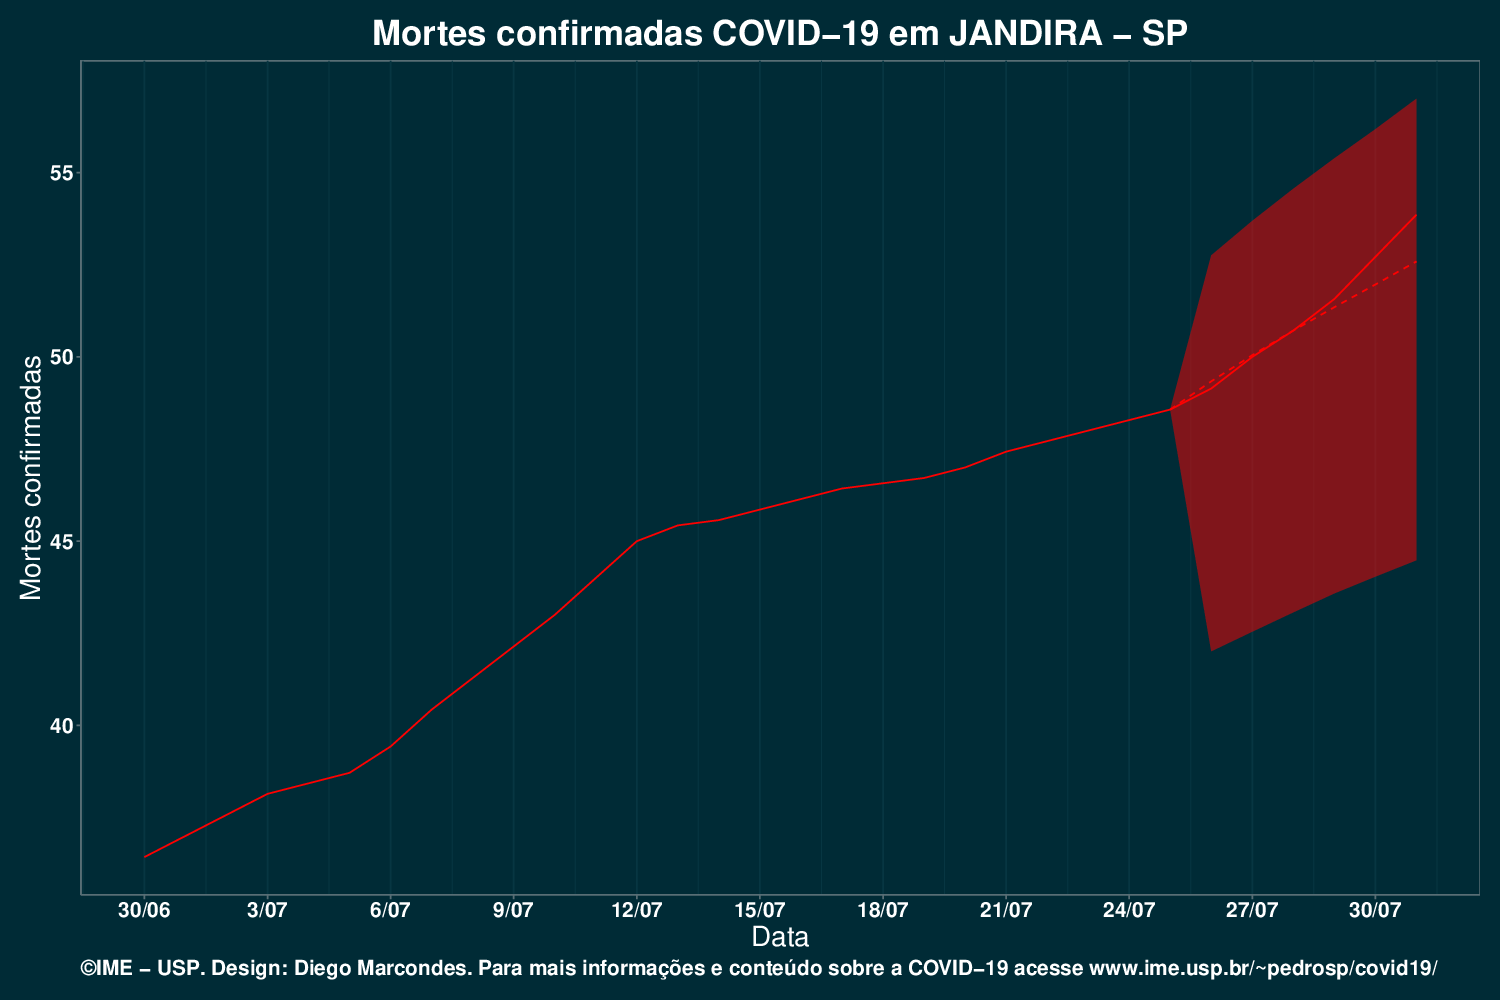 Mortes confirmadas COVID−19 em JANDIRA − SP
Mortes confirmadas
55
50
45
40
30/06 3/07 6/07 9/07 12/07 15/07 18/07 21/07 24/07 27/07 30/07
Data
©IME − USP. Design: Diego Marcondes. Para mais informações e conteúdo sobre a COVID−19 acesse www.ime.usp.br/~pedrosp/covid19/